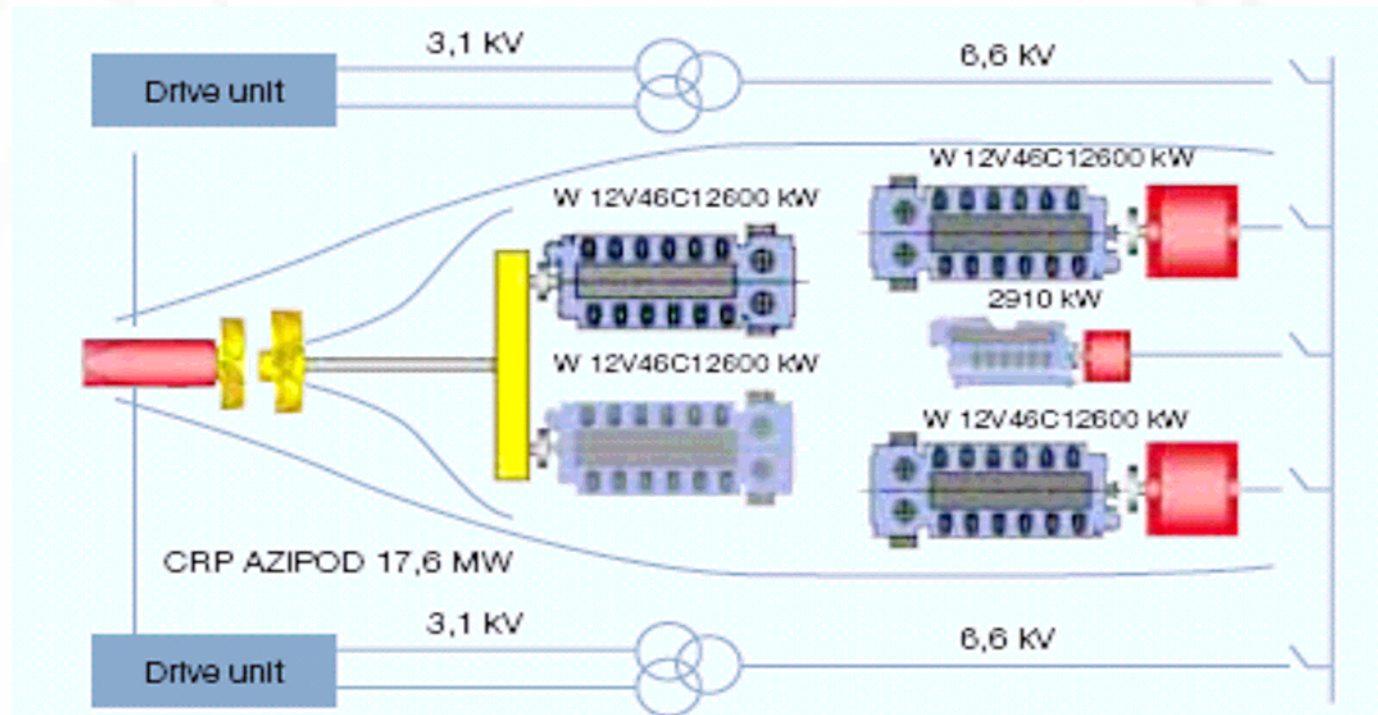 3,1 kV
6,6 kV
Drive unit
W 12V46C12600 kW
W 12V46C12600 kW
2910 kW
W 12V46C12600 kW
W 12V46C12600 kW
CRP AZIPOD 17,6 MW
3,1 kV
6,6 kV
Drive unit